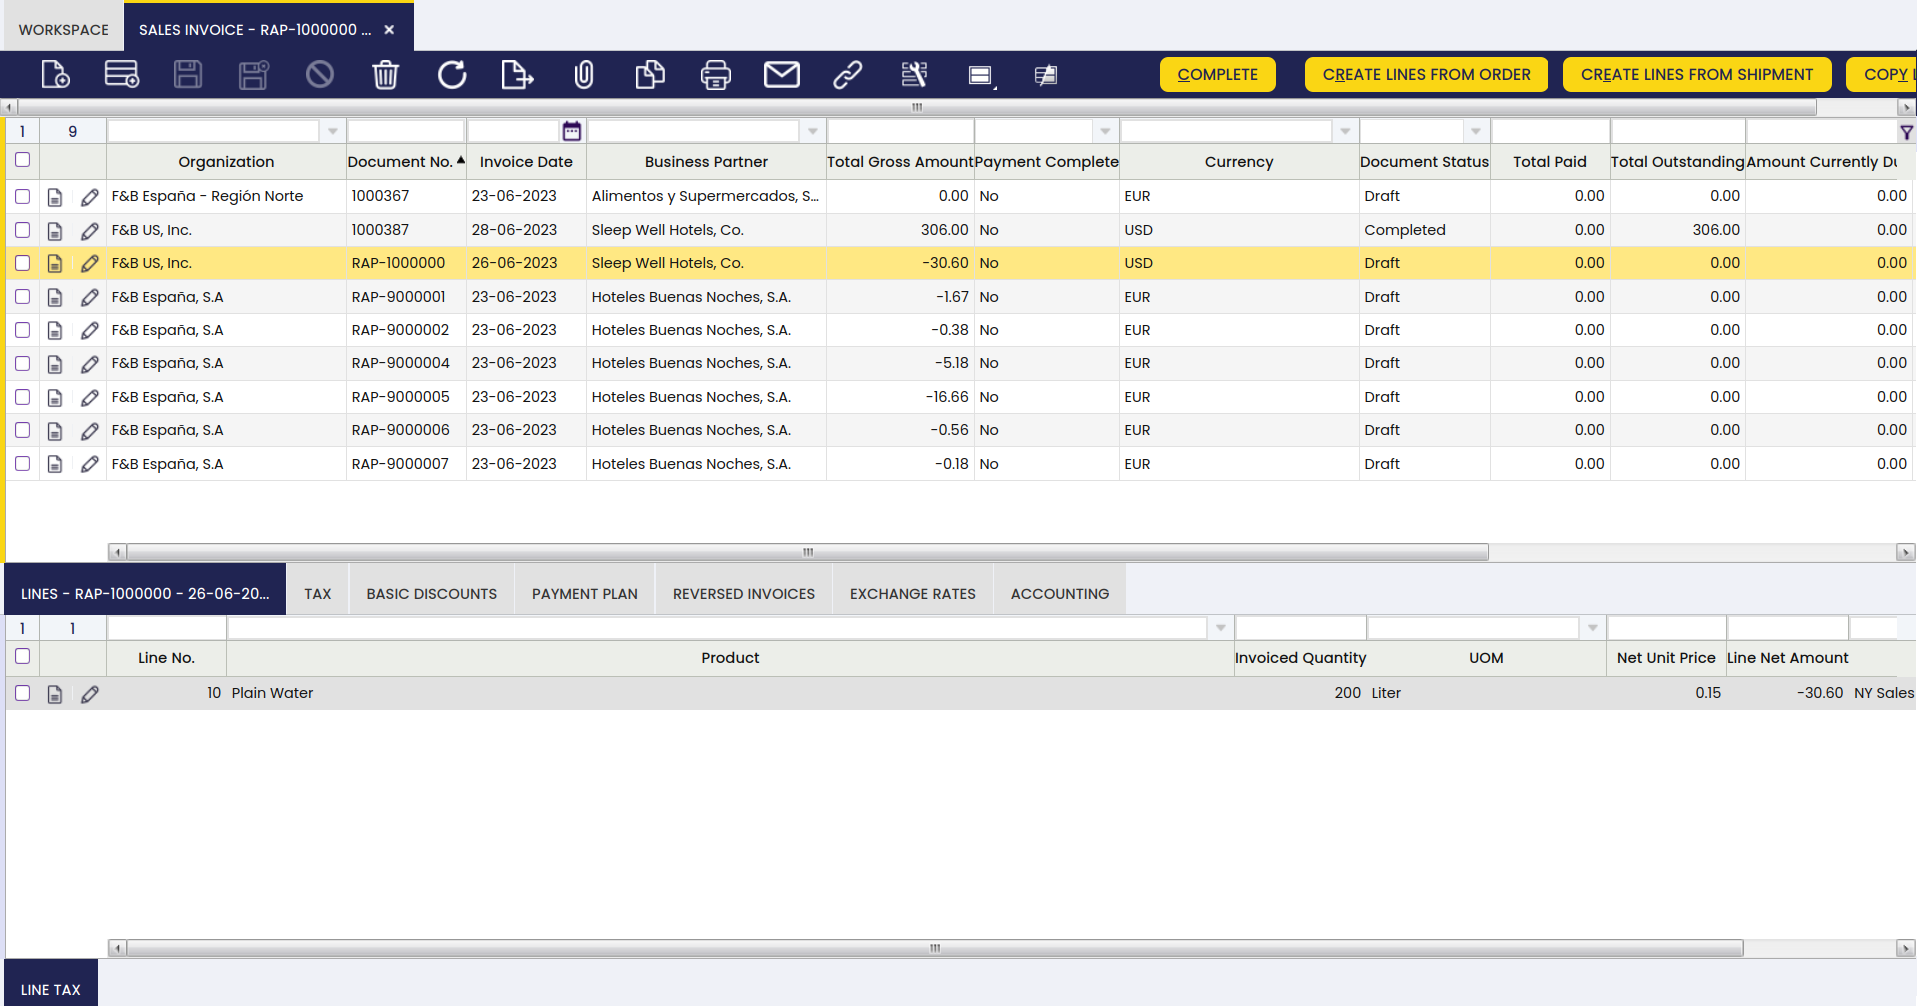 WORKSPACE SALES INVOICE - RAP-1000000 ...
COMPLETE CREATE LINES FROM ORDER CREATE LINES FROM SHIPMENT COPY
1 9
Organization Document No. Invoice Date Business Partner Total Gross Amount Payment Complete Currency Document Status Total Paid Total Outstanding Amount Currently Du
F&B España - Región Norte 1000367 23-06-2023 Alimentos y Supermercados, S... 0.00 No EUR Draft 0.00 0.00 0.00
F&B US, Inc. 1000387 28-06-2023 Sleep Well Hotels, Co. 306.00 No USD Completed 0.00 306.00 0.00
F&B US, Inc. RAP-1000000 26-06-2023 Sleep Well Hotels, Co. -30.60 No USD Draft 0.00 0.00 0.00
F&B España, S.A RAP-9000001 23-06-2023 Hoteles Buenas Noches, S.A. -1.67 No EUR Draft 0.00 0.00 0.00
F&B España, S.A RAP-9000002 23-06-2023 Hoteles Buenas Noches, S.A. -0.38 No EUR Draft 0.00 0.00 0.00
F&B España, S.A RAP-9000004 23-06-2023 Hoteles Buenas Noches, S.A. -5.18 No EUR Draft 0.00 0.00 0.00
F&B España, S.A RAP-9000005 23-06-2023 Hoteles Buenas Noches, S.A. -16.66 No EUR Draft 0.00 0.00 0.00
F&B España, S.A RAP-9000006 23-06-2023 Hoteles Buenas Noches, S.A. -0.56 No EUR Draft 0.00 0.00 0.00
F&B España, S.A RAP-9000007 23-06-2023 Hoteles Buenas Noches, S.A. -0.18 No EUR Draft 0.00 0.00 0.00
LINES - RAP-1000000 - 26-06-20... TAX BASIC DISCOUNTS PAYMENT PLAN REVERSED INVOICES EXCHANGE RATES ACCOUNTING
1 1
Line No. Product Invoiced Quantity UOM Net Unit Price Line Net Amount
10 Plain Water 200 Liter 0.15 -30.60 NY Sales
LINE TAX